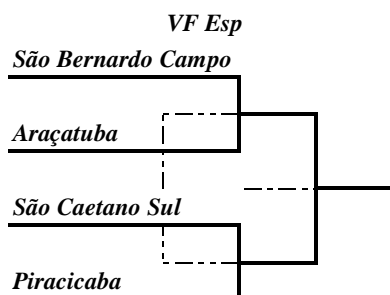 VF Esp
São Bernardo Campo
Araçatuba
São Caetano Sul
Piracicaba